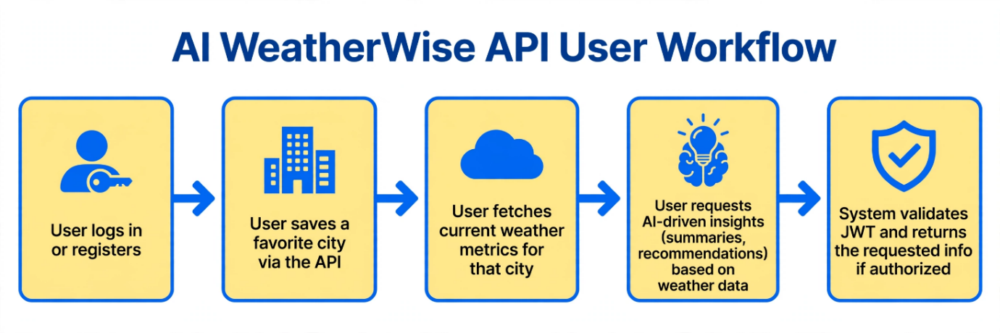 AI WeatherWise API User Workflow
User logs in
or registers
User saves a
favorite city
via the API
User fetches
current weather
metrics for
that city
User requests
AI-driven insights
(summaries,
recommendations)
based on
weather data
System validates
JWT and returns
the requested info
if authorized